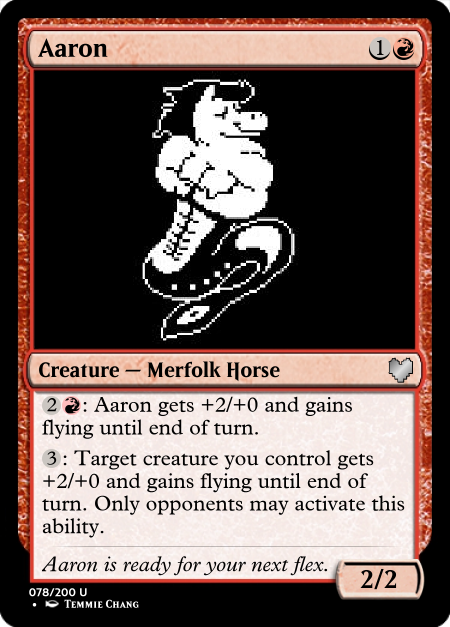 Aaron 1
Creature — Merfolk Horse
2 : Aaron gets +2/+0 and gains
flying until end of turn.
3: Target creature you control gets
+2/+0 and gains flying until end of
turn. Only opponents may activate this
ability.
Aaron is ready for your next flex.
2/2
078/200 U
• Temmie Chang